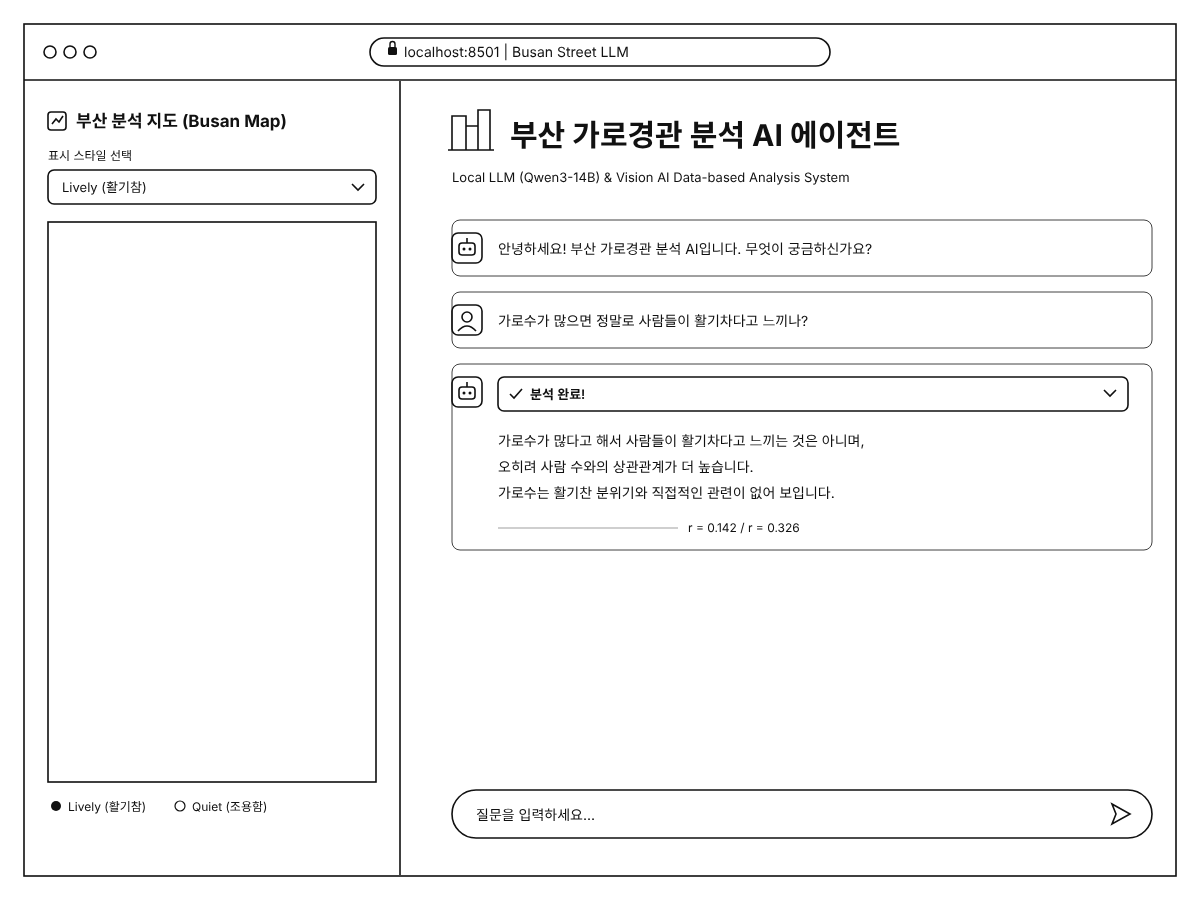 localhost:8501 | Busan Street LLM
부산 분석 지도 (Busan Map)
표시 스타일 선택
Lively (활기참)
Lively (활기참)
Quiet (조용함)
부산 가로경관 분석 AI 에이전트
Local LLM (Qwen3-14B) & Vision AI Data-based Analysis System
안녕하세요! 부산 가로경관 분석 AI입니다. 무엇이 궁금하신가요?
가로수가 많으면 정말로 사람들이 활기차다고 느끼나?
분석 완료!
가로수가 많다고 해서 사람들이 활기차다고 느끼는 것은 아니며,
오히려 사람 수와의 상관관계가 더 높습니다.
가로수는 활기찬 분위기와 직접적인 관련이 없어 보입니다.
r = 0.142 / r = 0.326
질문을 입력하세요...